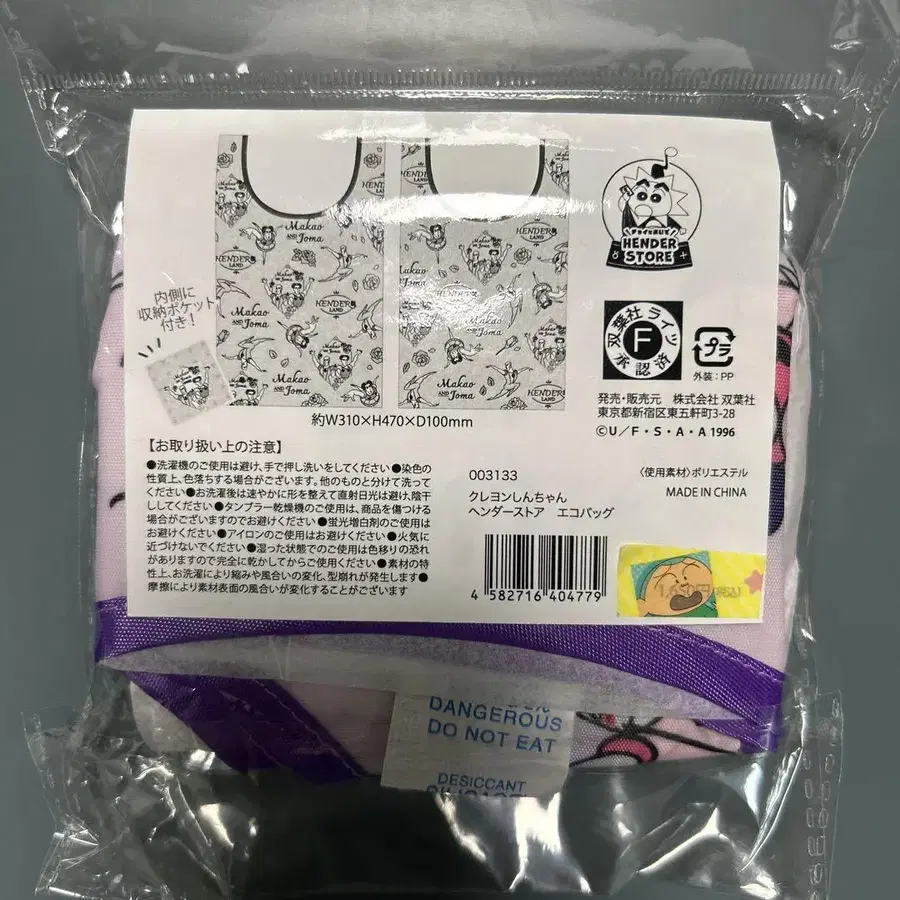 Makao
AND Joma
HENDER
LAND
内側に
収納ポケット
付き!
約W310×H470×D100mm
HENDER
STORE
双葉社ライツ
F
承認済
プラ
外装:PP
発売・販売元 株式会社 双葉社
東京都新宿区東五軒町3-28
©U/F・S・A・A 1996
【お取り扱い上の注意】
●洗濯機のご使用は避け、手で押し洗いをしてください●染色の
性質上、色落ちする場合がございます。他のものと分けて洗って
ください●お洗濯後は速やかに形を整えて直射日光は避け、陰干
ししてください●タンブラー乾燥機のご使用は、商品を傷つける
場合がございますのでお避けください●蛍光増白剤のご使用は
お避けください●アイロンのご使用はお避けください●火気に
近づけないでください●湿った状態でのご使用は色移りの恐れ
がありますので完全に乾かしてからご使用ください●素材の特
性上、お洗濯により縮みや風合いの変化、型崩れが発生します●
摩擦により素材表面の風合いが変化することがございます
003133
クレヨンしんちゃん
ヘンダーストア エコバッグ
〈使用素材〉ポリエステル
MADE IN CHINA
4 582716 404779
1,650円(税込)
DANGEROUS
DO NOT EAT
DESICCANT